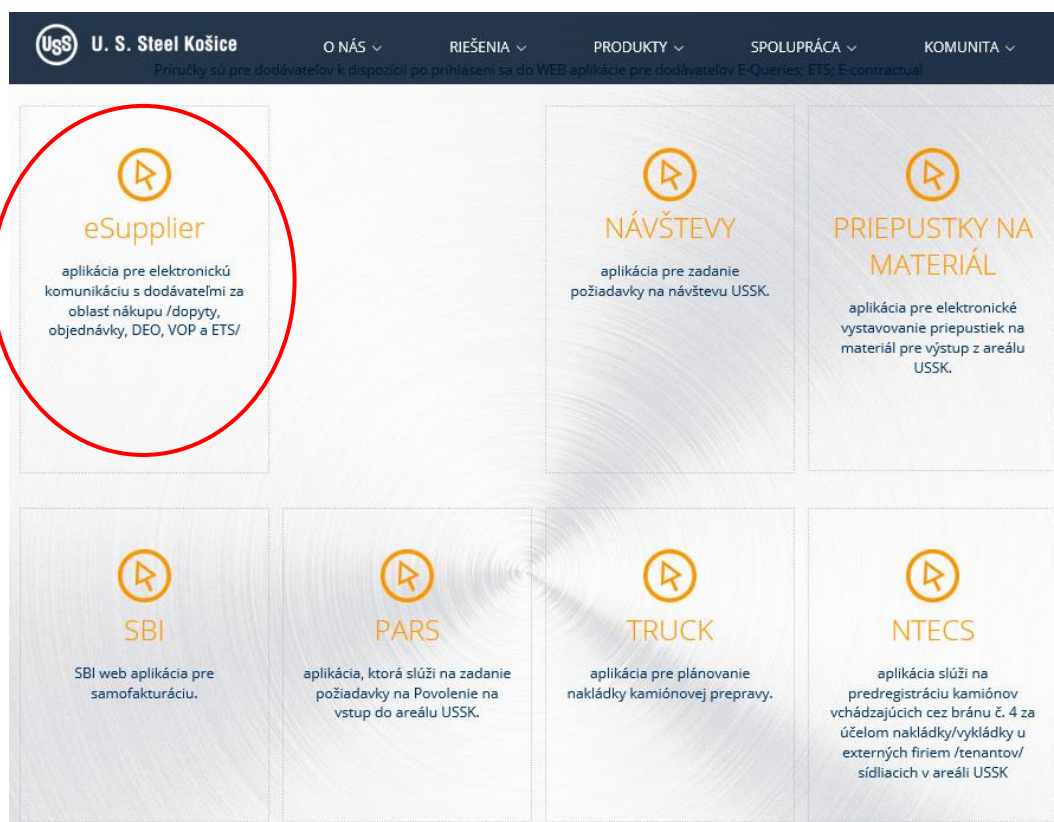 USS U. S. Steel Košice
O NÁS
RIEŠENIA
PRODUKTY
SPOLUPRÁCA
KOMUNITA
Príručky sú pre dodávateľov k dispozícii po prihlásení sa do WEB aplikácie pre dodávateľov E-Queries; ETS; E-contractual
eSupplier
aplikácia pre elektronickú
komunikáciu s dodávateľmi za
oblasť nákupu /dopyty,
objednávky, DEO, VOP a ETS/
NÁVŠTEVY
aplikácia pre zadanie
požiadavky na návštevu USSK.
PRIEPUSTKY NA
MATERIÁL
aplikácia pre elektronické
vystavovanie priepustiek na
materiál pre výstup z areálu
USSK.
SBI
SBI web aplikácia pre
samofakturáciu.
PARS
aplikácia, ktorá slúži na zadanie
požiadavky na Povolenie na
vstup do areálu USSK.
TRUCK
aplikácia pre plánovanie
nakládky kamiónovej prepravy.
NTECS
aplikácia slúži na
predregistráciu kamiónov
vchádzajúcich cez bránu č. 4 za
účelom nakládky/vykládky u
externých firiem /tenantov/
sídliacich v areáli USSK